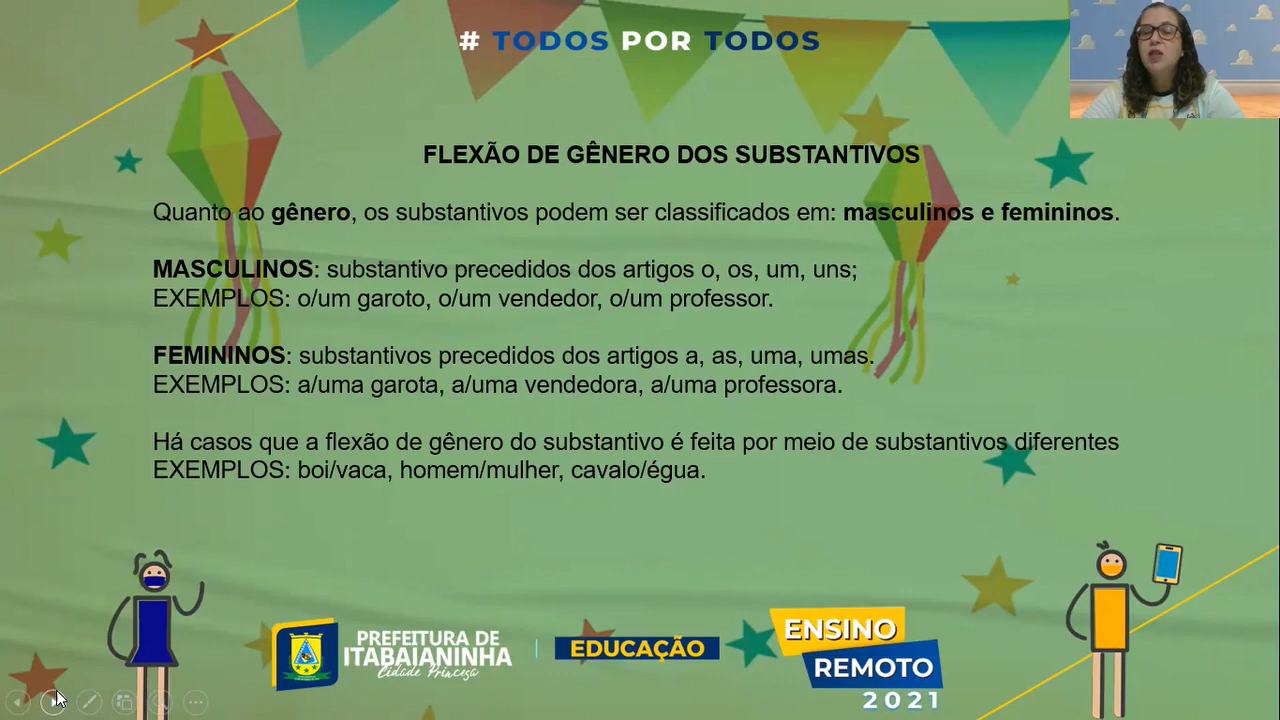 # TODOS POR TODOS
FLEXÃO DE GÊNERO DOS SUBSTANTIVOS
Quanto ao gênero, os substantivos podem ser classificados em: masculinos e femininos.
MASCULINOS: substantivo precedidos dos artigos o, os, um, uns;
EXEMPLOS: o/um garoto, o/um vendedor, o/um professor.
FEMININOS: substantivos precedidos dos artigos a, as, uma, umas.
EXEMPLOS: a/uma garota, a/uma vendedora, a/uma professora.
Há casos que a flexão de gênero do substantivo é feita por meio de substantivos diferentes
EXEMPLOS: boi/vaca, homem/mulher, cavalo/égua.
PREFEITURA DE
ITABAIANINHA
Cidade Princesa
EDUCAÇÃO
ENSINO
REMOTO
2021